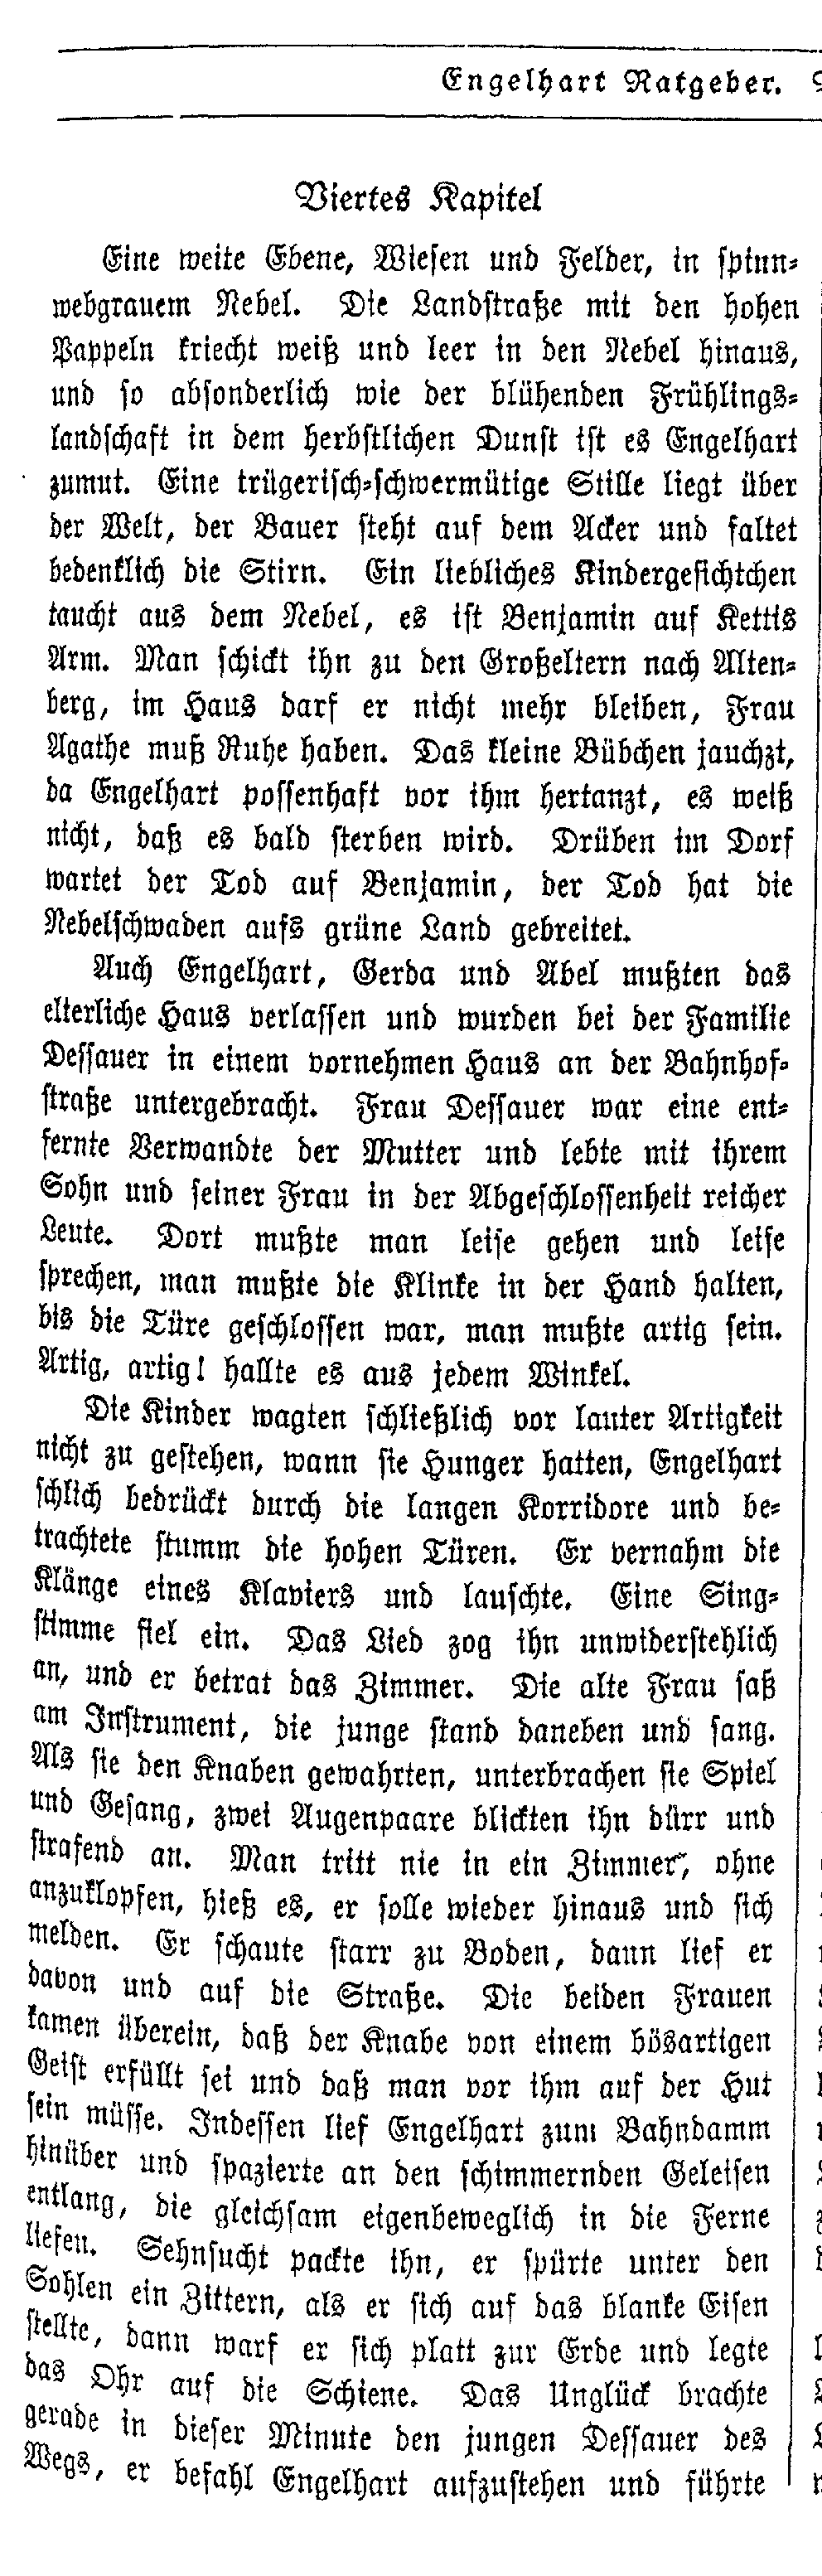 Engelhart Ratgeber.
Viertes Kapitel
Eine weite Ebene, Wiesen und Felder, in spinn-
webgrauem Nebel. Die Landstraße mit den hohen
Pappeln kriecht weiß und leer in den Nebel hinaus,
und so absonderlich wie der blühenden Frühlings-
landschaft in dem herbstlichen Dunst ist es Engelhart
zumut. Eine trügerisch-schwermütige Stille liegt über
der Welt, der Bauer steht auf dem Acker und faltet
bedenklich die Stirn. Ein liebliches Kindergesichtchen
taucht aus dem Nebel, es ist Benjamin auf Kettis
Arm. Man schickt ihn zu den Großeltern nach Alten-
berg, im Haus darf er nicht mehr bleiben, Frau
Agathe muß Ruhe haben. Das kleine Bübchen jauchzt,
da Engelhart possenhaft vor ihm hertanzt, es weiß
nicht, daß es bald sterben wird. Drüben im Dorf
wartet der Tod auf Benjamin, der Tod hat die
Nebelschwaden aufs grüne Land gebreitet.
Auch Engelhart, Gerda und Abel mußten das
elterliche Haus verlassen und wurden bei der Familie
Dessauer in einem vornehmen Haus an der Bahnhof-
straße untergebracht. Frau Dessauer war eine ent-
fernte Verwandte der Mutter und lebte mit ihrem
Sohn und seiner Frau in der Abgeschlossenheit reicher
Leute. Dort mußte man leise gehen und leise
sprechen, man mußte die Klinke in der Hand halten,
bis die Türe geschlossen war, man mußte artig sein.
Artig, artig! hallte es aus jedem Winkel.
Die Kinder wagten schließlich vor lauter Artigkeit
nicht zu gestehen, wann sie Hunger hatten, Engelhart
schlich bedrückt durch die langen Korridore und be-
trachtete stumm die hohen Türen. Er vernahm die
Klänge eines Klaviers und lauschte. Eine Sing-
stimme fiel ein. Das Lied zog ihn unwiderstehlich
an, und er betrat das Zimmer. Die alte Frau saß
am Instrument, die junge stand daneben und sang.
Als sie den Knaben gewahrten, unterbrachen sie Spiel
und Gesang, zwei Augenpaare blickten ihn dürr und
strafend an. Man tritt nie in ein Zimmer, ohne
anzuklopfen, hieß es, er solle wieder hinaus und sich
melden. Er schaute starr zu Boden, dann lief er
davon und auf die Straße. Die beiden Frauen
kamen überein, daß der Knabe von einem bösartigen
Geist erfüllt sei und daß man vor ihm auf der Hut
sein müsse. Indessen lief Engelhart zum Bahndamm
hinüber und spazierte an den schimmernden Geleisen
entlang, die gleichsam eigenbeweglich in die Ferne
liefen. Sehnsucht packte ihn, er spürte unter den
Sohlen ein Zittern, als er sich auf das blanke Eisen
stellte, dann warf er sich platt zur Erde und legte
das Ohr auf die Schiene. Das Unglück brachte
gerade in dieser Minute den jungen Dessauer des
Wegs, er befahl Engelhart aufzustehen und führte